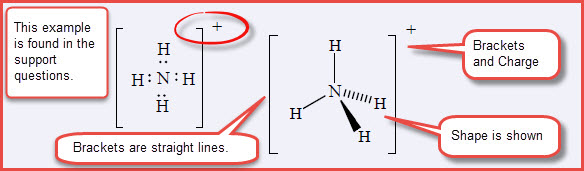 This example
is found in the
support
questions.
H
H : N : H
H
+
Brackets are straight lines.
H
N
H
H
H
+
Brackets
and Charge
Shape is shown